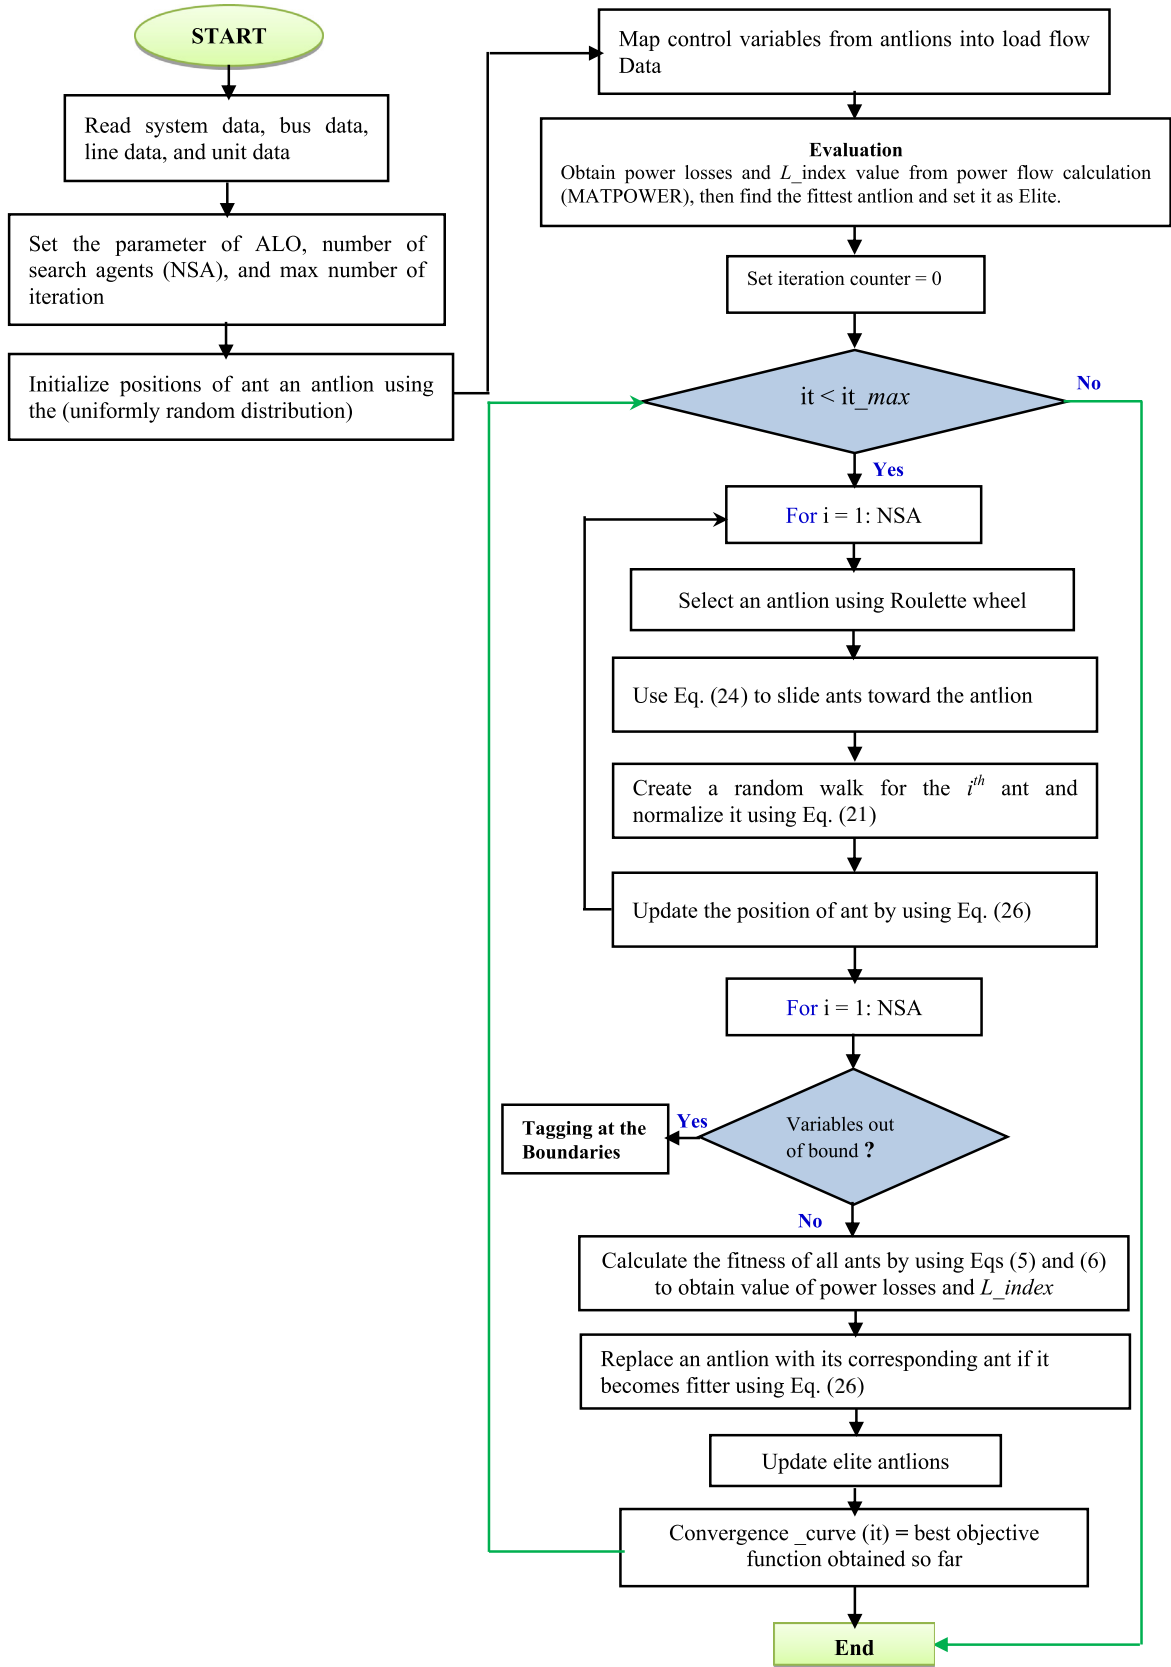 START
Read system data, bus data,
line data, and unit data
Set the parameter of ALO, number of
search agents (NSA), and max number of
iteration
Initialize positions of ant an antlion using
the (uniformly random distribution)
Map control variables from antlions into load flow
Data
Evaluation
Obtain power losses and L_index value from power flow calculation
(MATPOWER), then find the fittest antlion and set it as Elite.
Set iteration counter = 0
it < it_max
No
Yes
For i = 1: NSA
Select an antlion using Roulette wheel
Use Eq. (24) to slide ants toward the antlion
Create a random walk for the ith ant and
normalize it using Eq. (21)
Update the position of ant by using Eq. (26)
For i = 1: NSA
Variables out
of bound ?
Yes
Tagging at the
Boundaries
No
Calculate the fitness of all ants by using Eqs (5) and (6)
to obtain value of power losses and L_index
Replace an antlion with its corresponding ant if it
becomes fitter using Eq. (26)
Update elite antlions
Convergence _curve (it) = best objective
function obtained so far
End